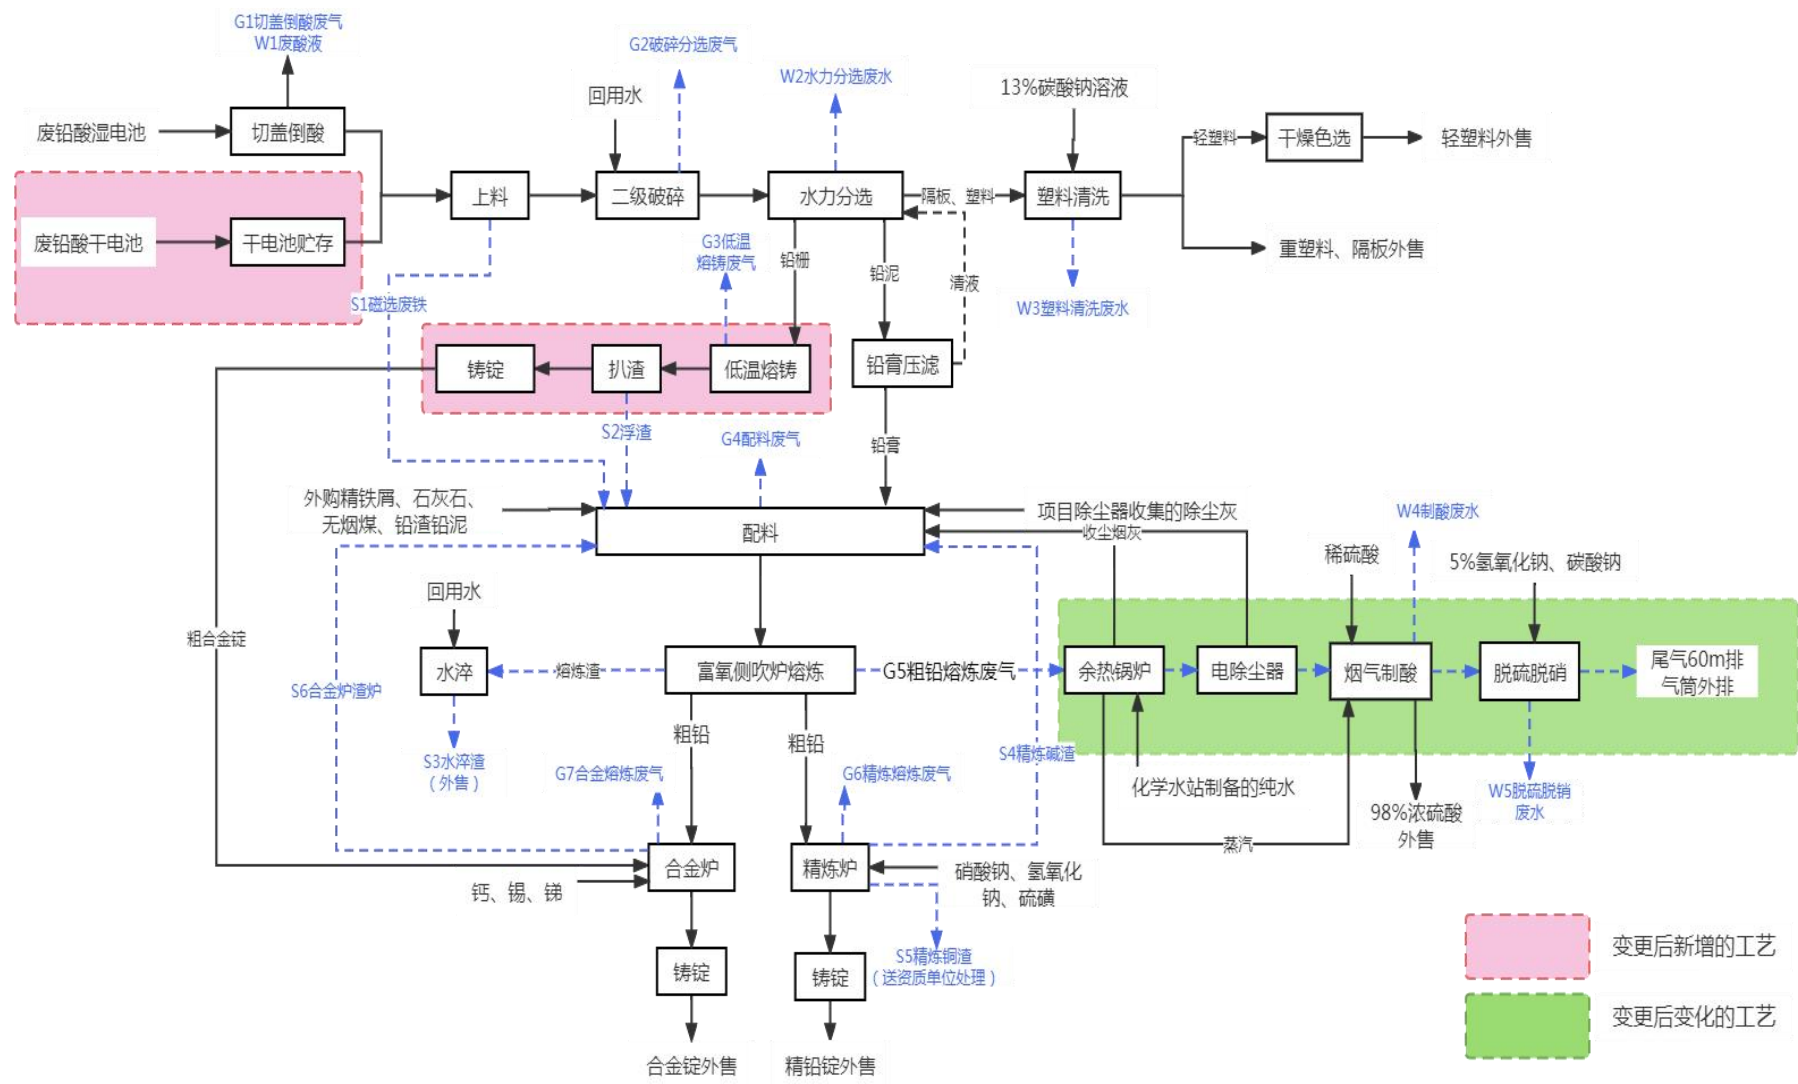 G1切盖倒酸废气
W1废酸液
G2破碎分选废气
W2水力分选废水
13%碳酸钠溶液
回用水
废铅酸湿电池
切盖倒酸
轻塑料
干燥色选
轻塑料外售
上料
二级破碎
水力分选
隔板、塑料
塑料清洗
废铅酸干电池
干电池贮存
G3低温
熔铸废气
铅栅
铅泥
清液
重塑料、隔板外售
S1磁选废铁
W3塑料清洗废水
铸锭
扒渣
低温熔铸
铅膏压滤
S2浮渣
G4配料废气
铅膏
外购精铁屑、石灰石、
无烟煤、铅渣铅泥
配料
项目除尘器收集的除尘灰
收尘烟灰
W4制酸废水
稀硫酸
5%氢氧化钠、碳酸钠
回用水
粗合金锭
水淬
熔炼渣
富氧侧吹炉熔炼
G5粗铅熔炼废气
余热锅炉
电除尘器
烟气制酸
脱硫脱硝
尾气60m排
气筒外排
S6合金炉渣炉
粗铅
粗铅
S4精炼碱渣
S3水淬渣
（外售）
G7合金熔炼废气
G6精炼熔炼废气
化学水站制备的纯水
98%浓硫酸
外售
W5脱硫脱销
废水
蒸汽
合金炉
精炼炉
钙、锡、锑
硝酸钠、氢氧化
钠、硫磺
铸锭
铸锭
S5精炼铜渣
（送资质单位处理）
合金锭外售
精铅锭外售
变更后新增的工艺
变更后变化的工艺